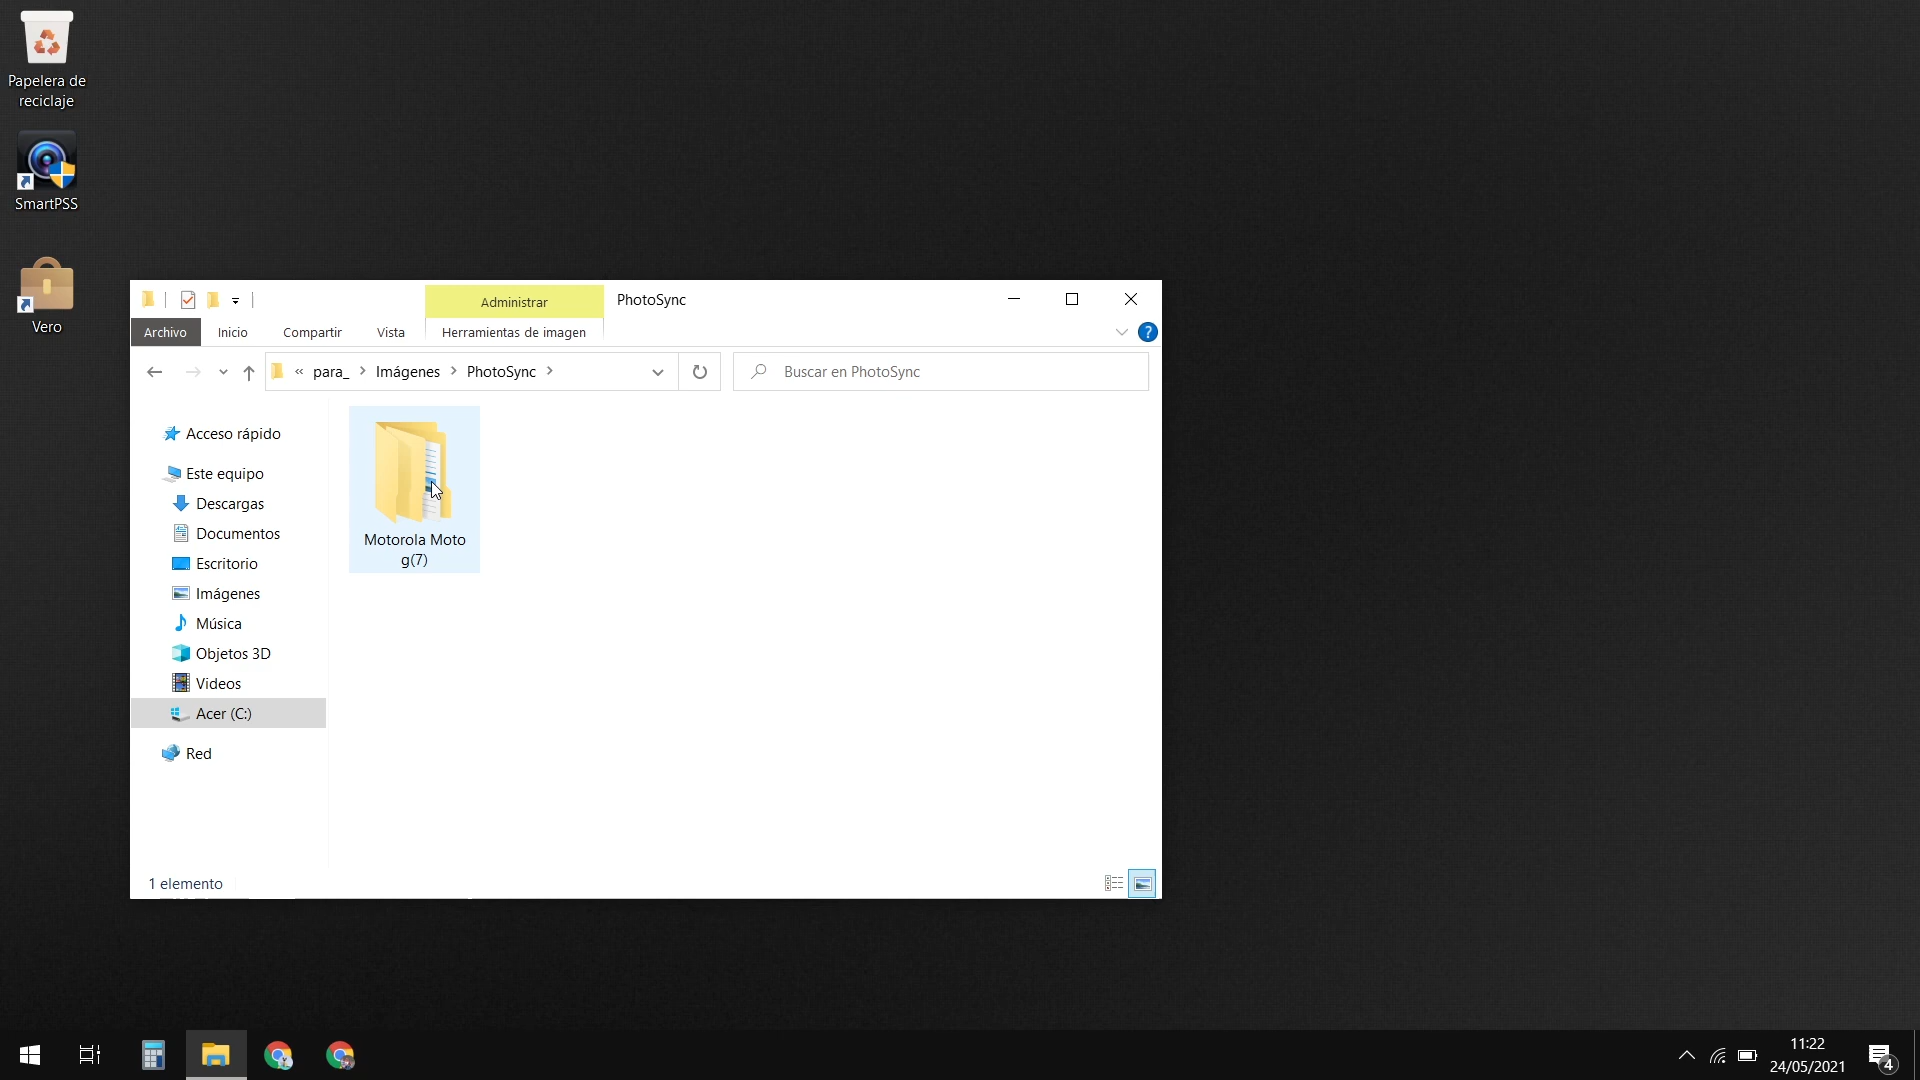 Papelera de
reciclaje
SmartPSS
Vero
Administrar
PhotoSync
Archivo
Inicio
Compartir
Vista
Herramientas de imagen
?
« para_ > Imágenes > PhotoSync >
Buscar en PhotoSync
Acceso rápido
Este equipo
Descargas
Documentos
Escritorio
Imágenes
Música
Objetos 3D
Videos
Acer (C:)
Red
Motorola Moto
g(7)
1 elemento
11:22
24/05/2021
4